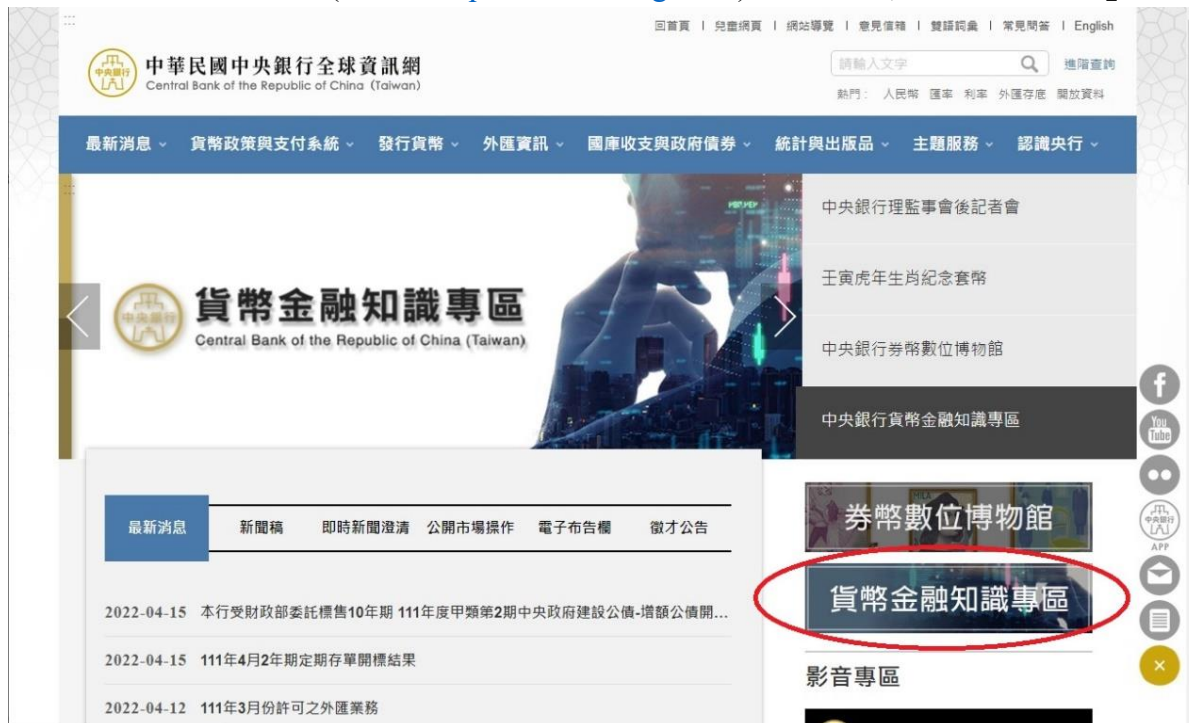 回首頁 | 兒童網頁 | 網站導覽 | 意見信箱 | 雙語詞彙 | 常見問答 | English
中央銀行
中華民國中央銀行全球資訊網
Central Bank of the Republic of China (Taiwan)
請輸入文字 進階查詢
熱門： 人民幣 匯率 利率 外匯存底 開放資料
最新消息 貨幣政策與支付系統 發行貨幣 外匯資訊 國庫收支與政府債券 統計與出版品 主題服務 認識央行
中央銀行
貨幣金融知識專區
Central Bank of the Republic of China (Taiwan)
中央銀行理監事會後記者會
壬寅虎年生肖紀念套幣
中央銀行券幣數位博物館
中央銀行貨幣金融知識專區
最新消息 新聞稿 即時新聞澄清 公開市場操作 電子布告欄 徵才公告
2022-04-15 本行受財政部委託標售10年期 111年度甲類第2期中央政府建設公債-增額公債開...
2022-04-15 111年4月2年期定期存單開標結果
2022-04-12 111年3月份許可之外匯業務
券幣數位博物館
貨幣金融知識專區
影音專區
f
You
Tube
中央銀行
APP